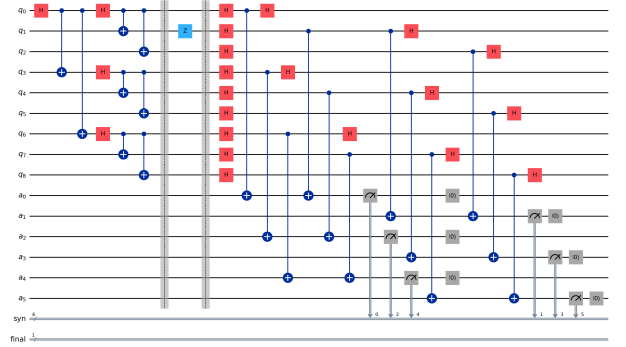 q0 H H H H
q1 Z H H
q2 H H
q3 H H H
q4 H H
q5 H H
q6 H H H
q7 H H
q8 H H
a0 |0⟩
a1 |0⟩
a2 |0⟩
a3 |0⟩
a4 |0⟩
a5 |0⟩
syn 6 0 2 4 1 3 5
final 1